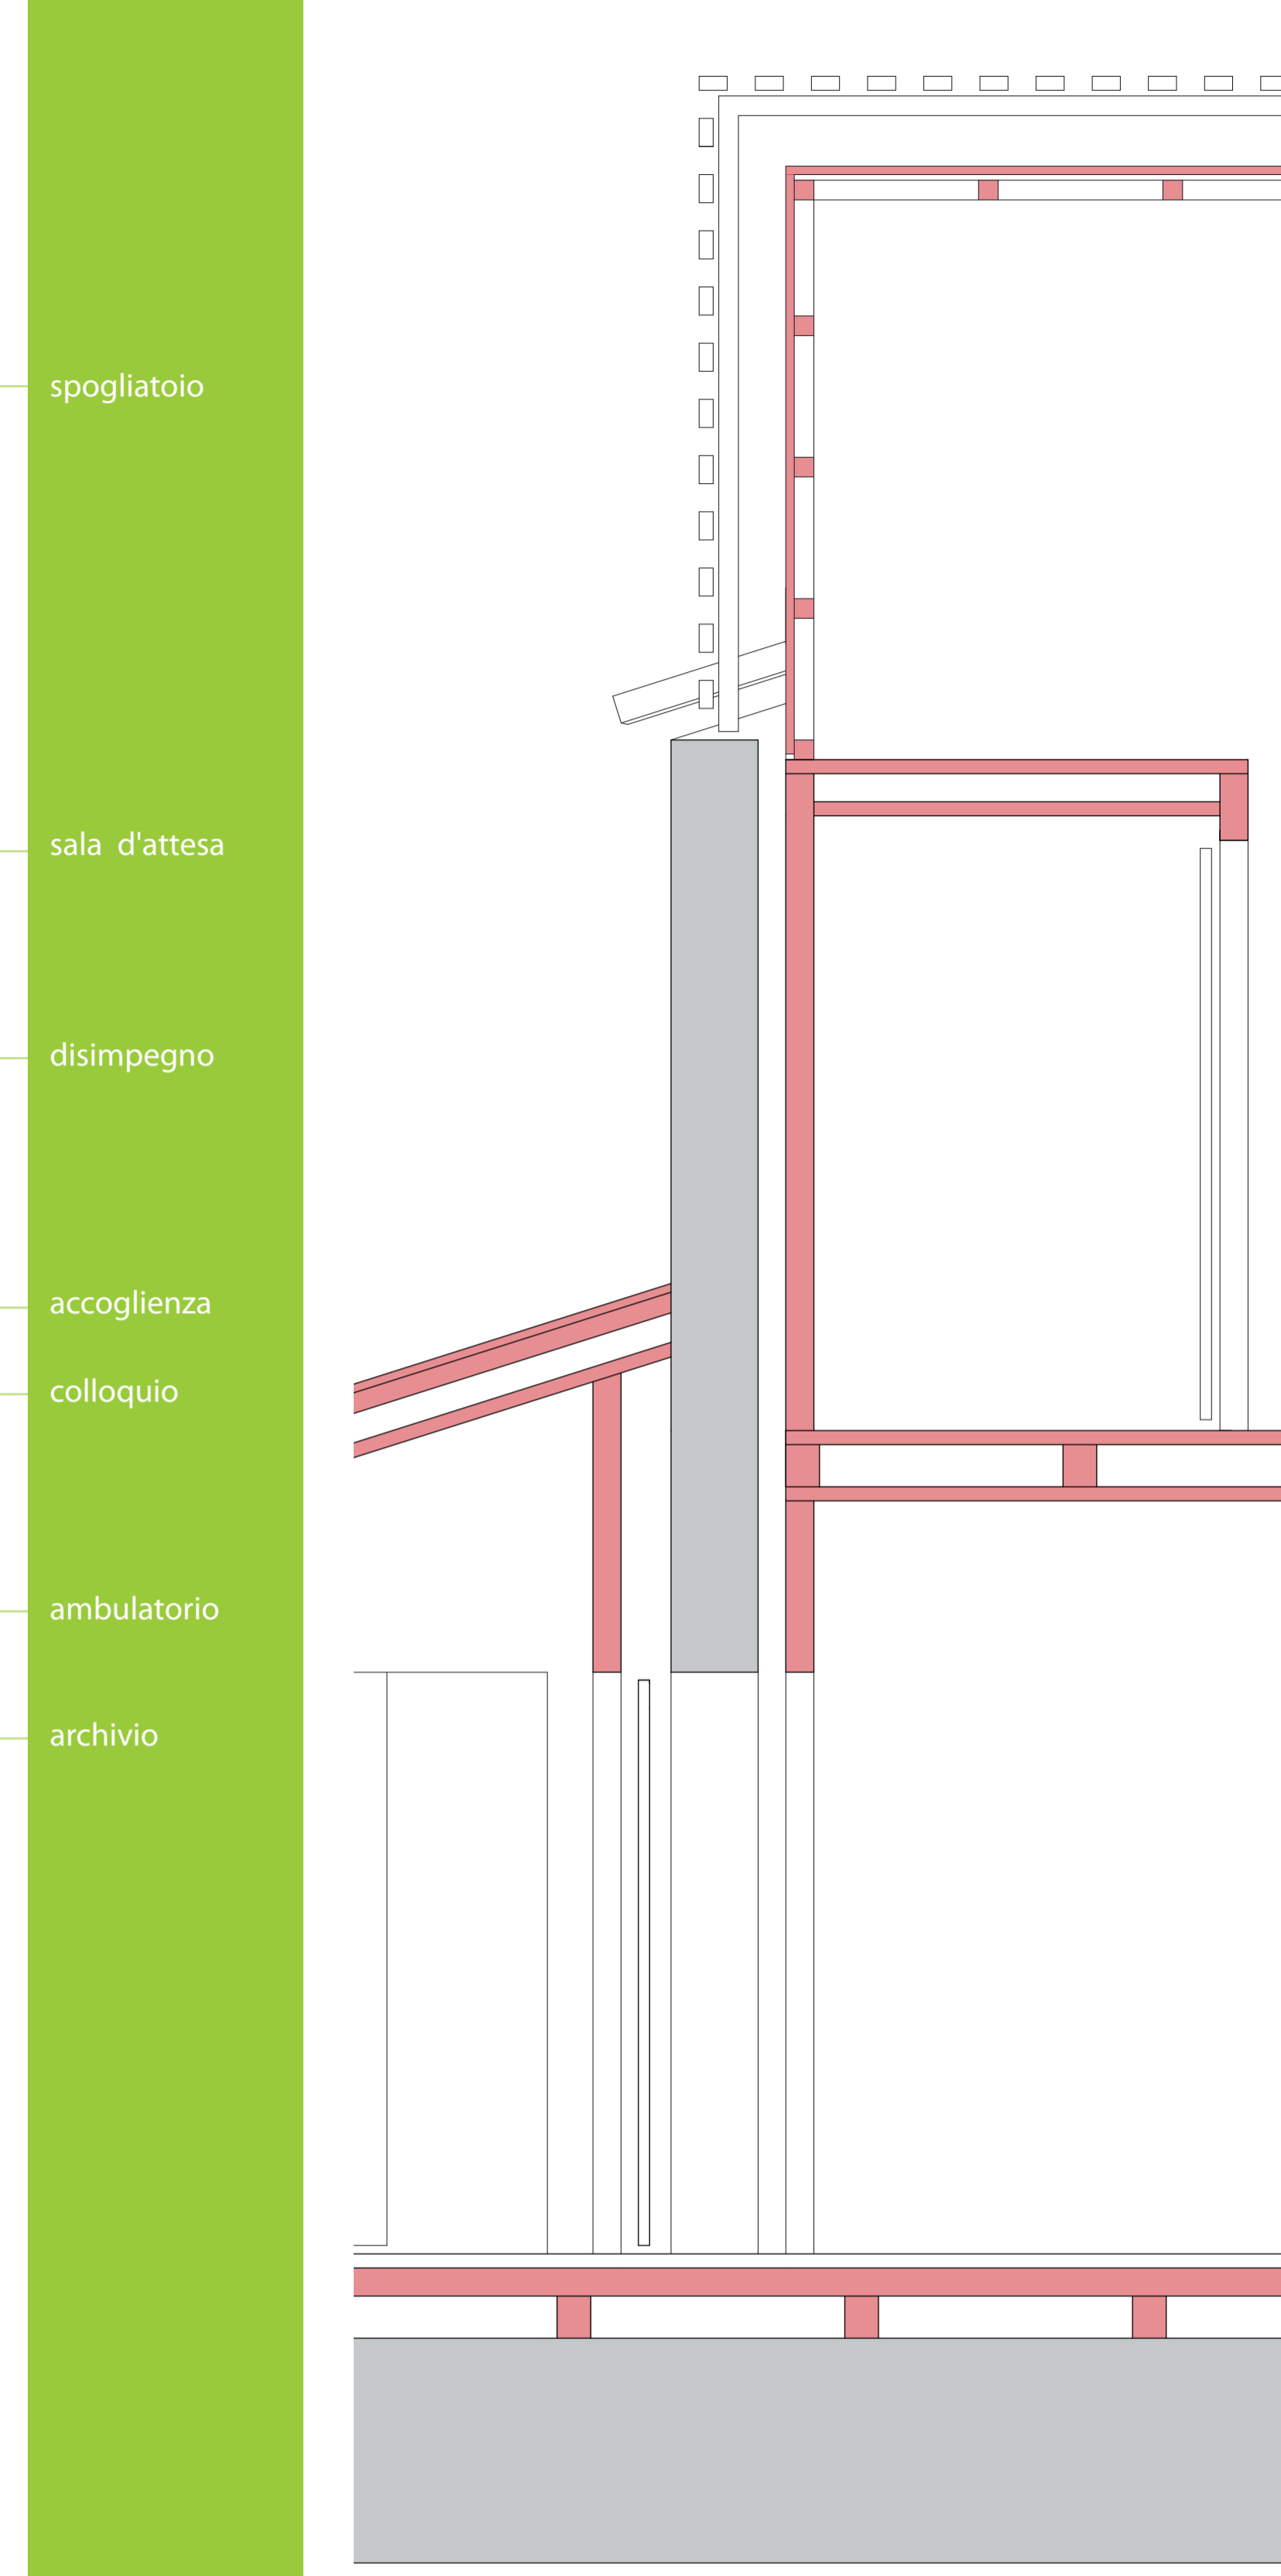 spogliatoio
sala d'attesa
disimpegno
accoglienza
colloquio
ambulatorio
archivio